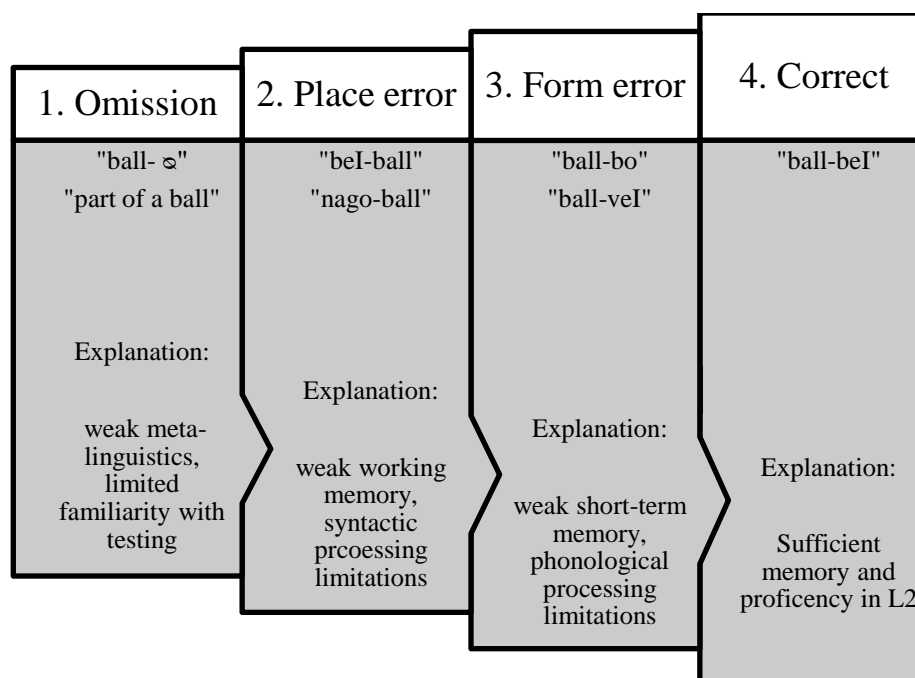 1. Omission
"ball- ᴓ"
"part of a ball"
Explanation:
weak meta-
linguistics,
limited
familiarity with
testing
2. Place error
"beI-ball"
"nago-ball"
Explanation:
weak working
memory,
syntactic
prcoessing
limitations
3. Form error
"ball-bo"
"ball-veI"
Explanation:
weak short-term
memory,
phonological
processing
limitations
4. Correct
"ball-beI"
Explanation:
Sufficient
memory and
proficency in L2